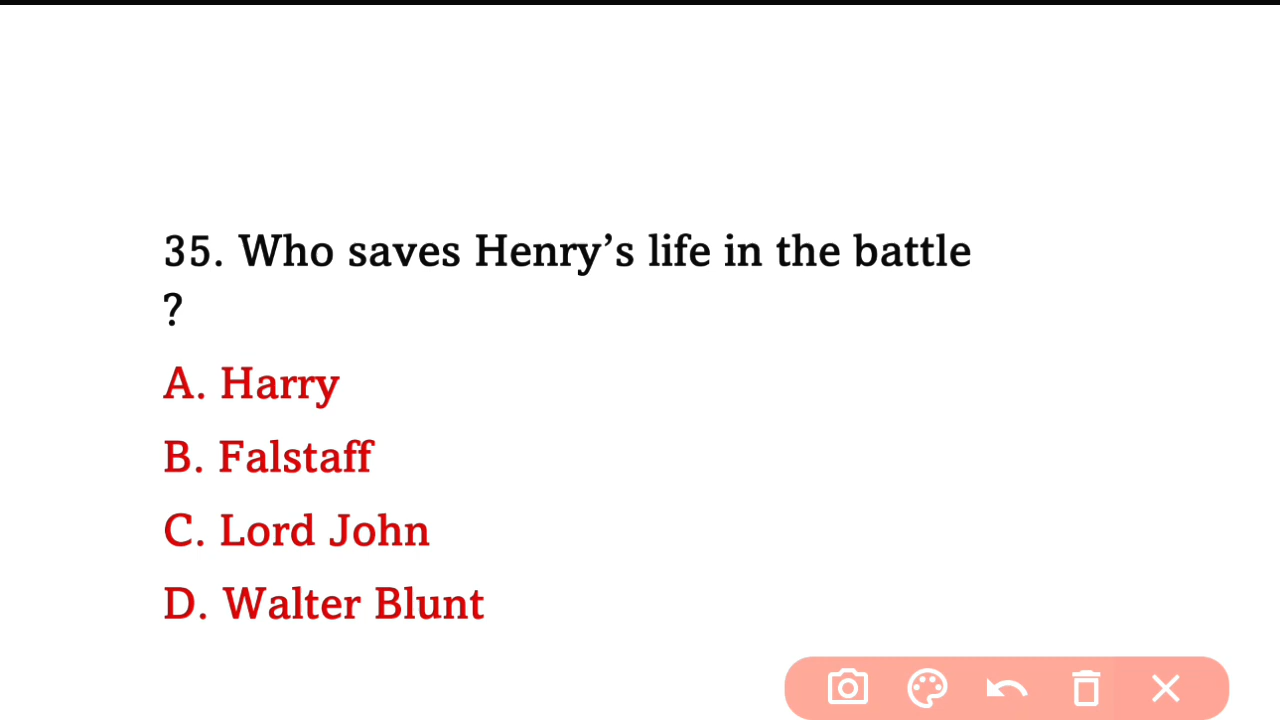 35. Who saves Henry’s life in the battle
?
A. Harry
B. Falstaff
C. Lord John
D. Walter Blunt